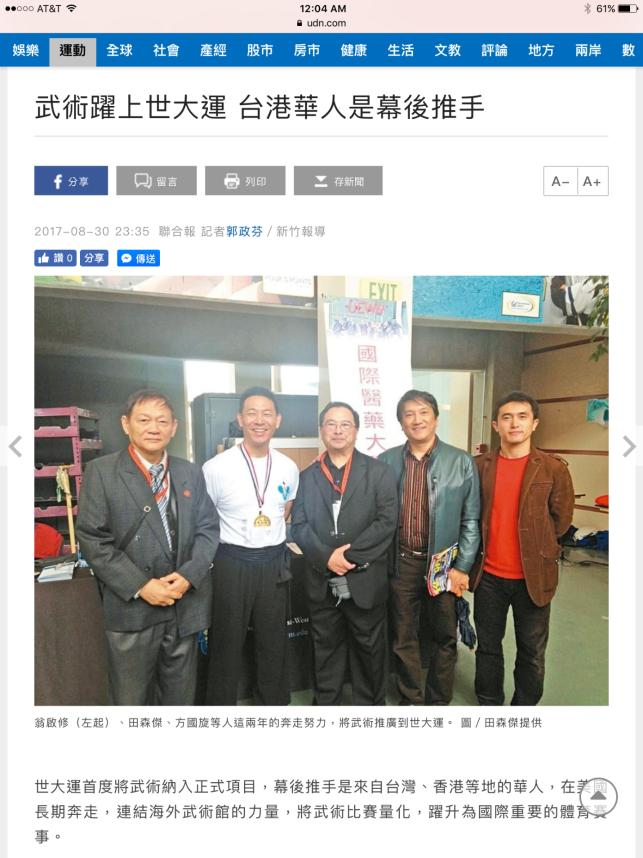 AT&T 12:04 AM 61%
udn.com
娛樂 運動 全球 社會 產經 股市 房市 健康 生活 文教 評論 地方 兩岸 數
武術躍上世大運 台港華人是幕後推手
分享 留言 列印 存新聞 A- A+
2017-08-30 23:35 聯合報 記者郭政芬/新竹報導
讚 0 分享 傳送
EXIT
國際醫藥大
翁啟修（左起）、田森傑、方國旋等人這兩年的奔走努力，將武術推廣到世大運。 圖/田森傑提供
世大運首度將武術納入正式項目，幕後推手是來自台灣、香港等地的華人，在美國
長期奔走，連結海外武術館的力量，將武術比賽量化，躍升為國際重要的體育賽
事。